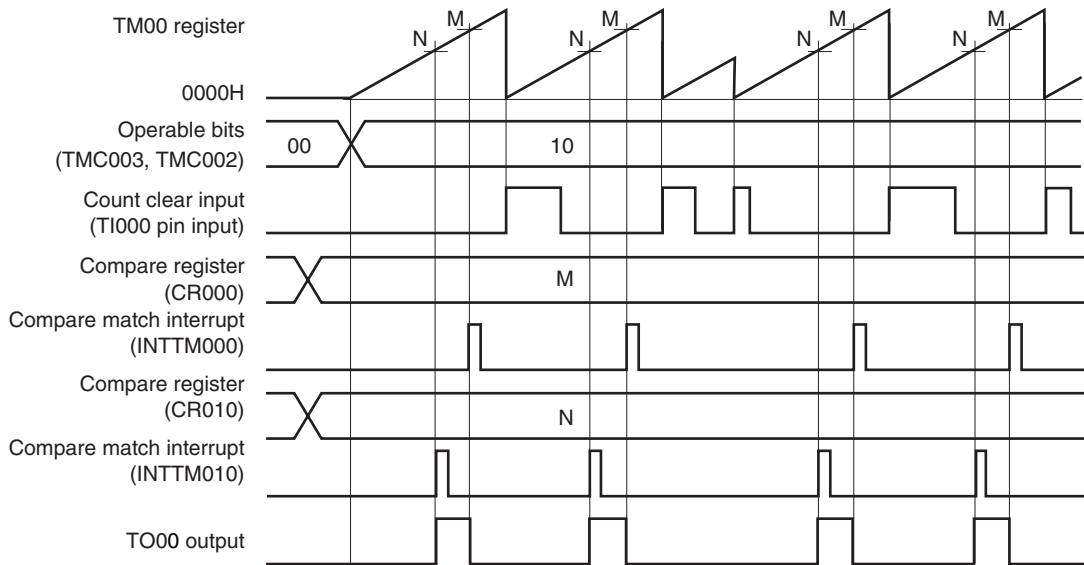 M
M
M
M
TM00 register
N
N
N
N
0000H
Operable bits
(TMC003, TMC002)
00
10
Count clear input
(TI000 pin input)
Compare register
(CR000)
M
Compare match interrupt
(INTTM000)
Compare register
(CR010)
N
Compare match interrupt
(INTTM010)
TO00 output